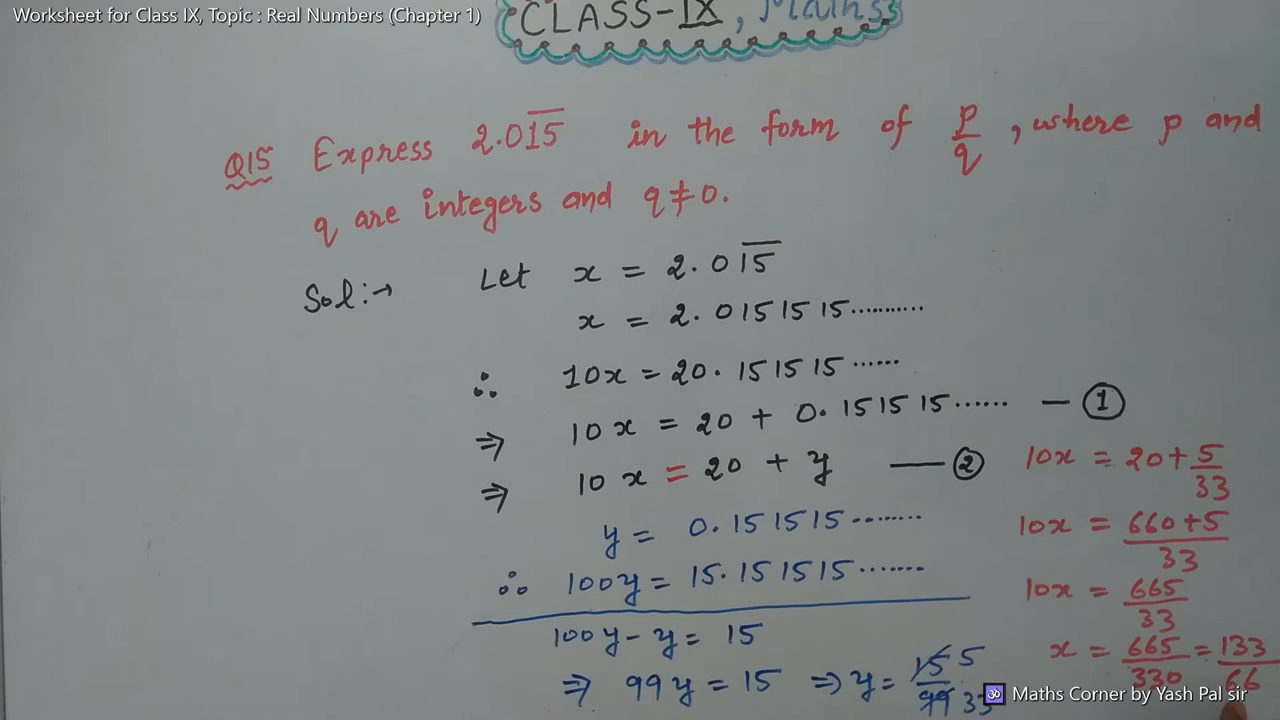 Worksheet for Class IX, Topic : Real Numbers (Chapter 1)
CLASS-IX, Maths
Q15 Express 2.01̅5̅ in the form of p/q, where p and
q are integers and q≠0.
Sol:→ Let x = 2.01̅5̅
x = 2.0151515..........
∴ 10x = 20.151515......
⇒ 10x = 20 + 0.151515...... — ①
⇒ 10x = 20 + y — ②
y = 0.151515........
∴ 100y = 15.151515.......
100y - y = 15
⇒ 99y = 15 ⇒ y = 15/99 5 33
10x = 20 + 5/33
10x = 660+5/33
10x = 665/33
x = 665/330 = 133/66
ॐ Maths Corner by Yash Pal sir